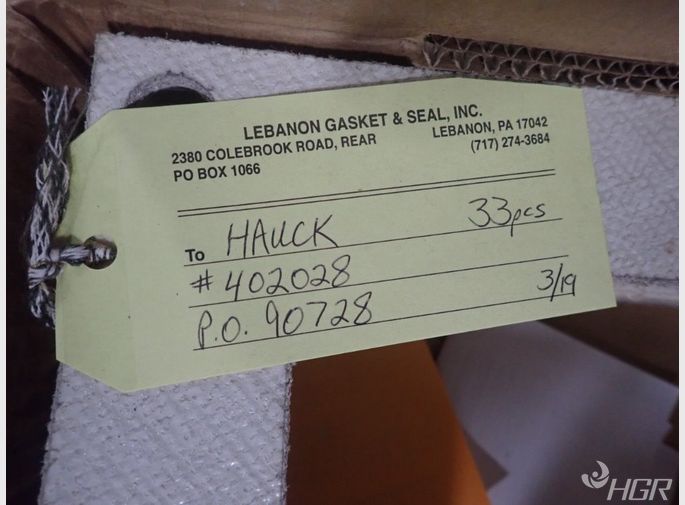 LEBANON GASKET & SEAL, INC.
2380 COLEBROOK ROAD, REAR LEBANON, PA 17042
PO BOX 1066 (717) 274-3684
To HAUCK 33pcs
#402028
P.O. 90728 3/19
HGR